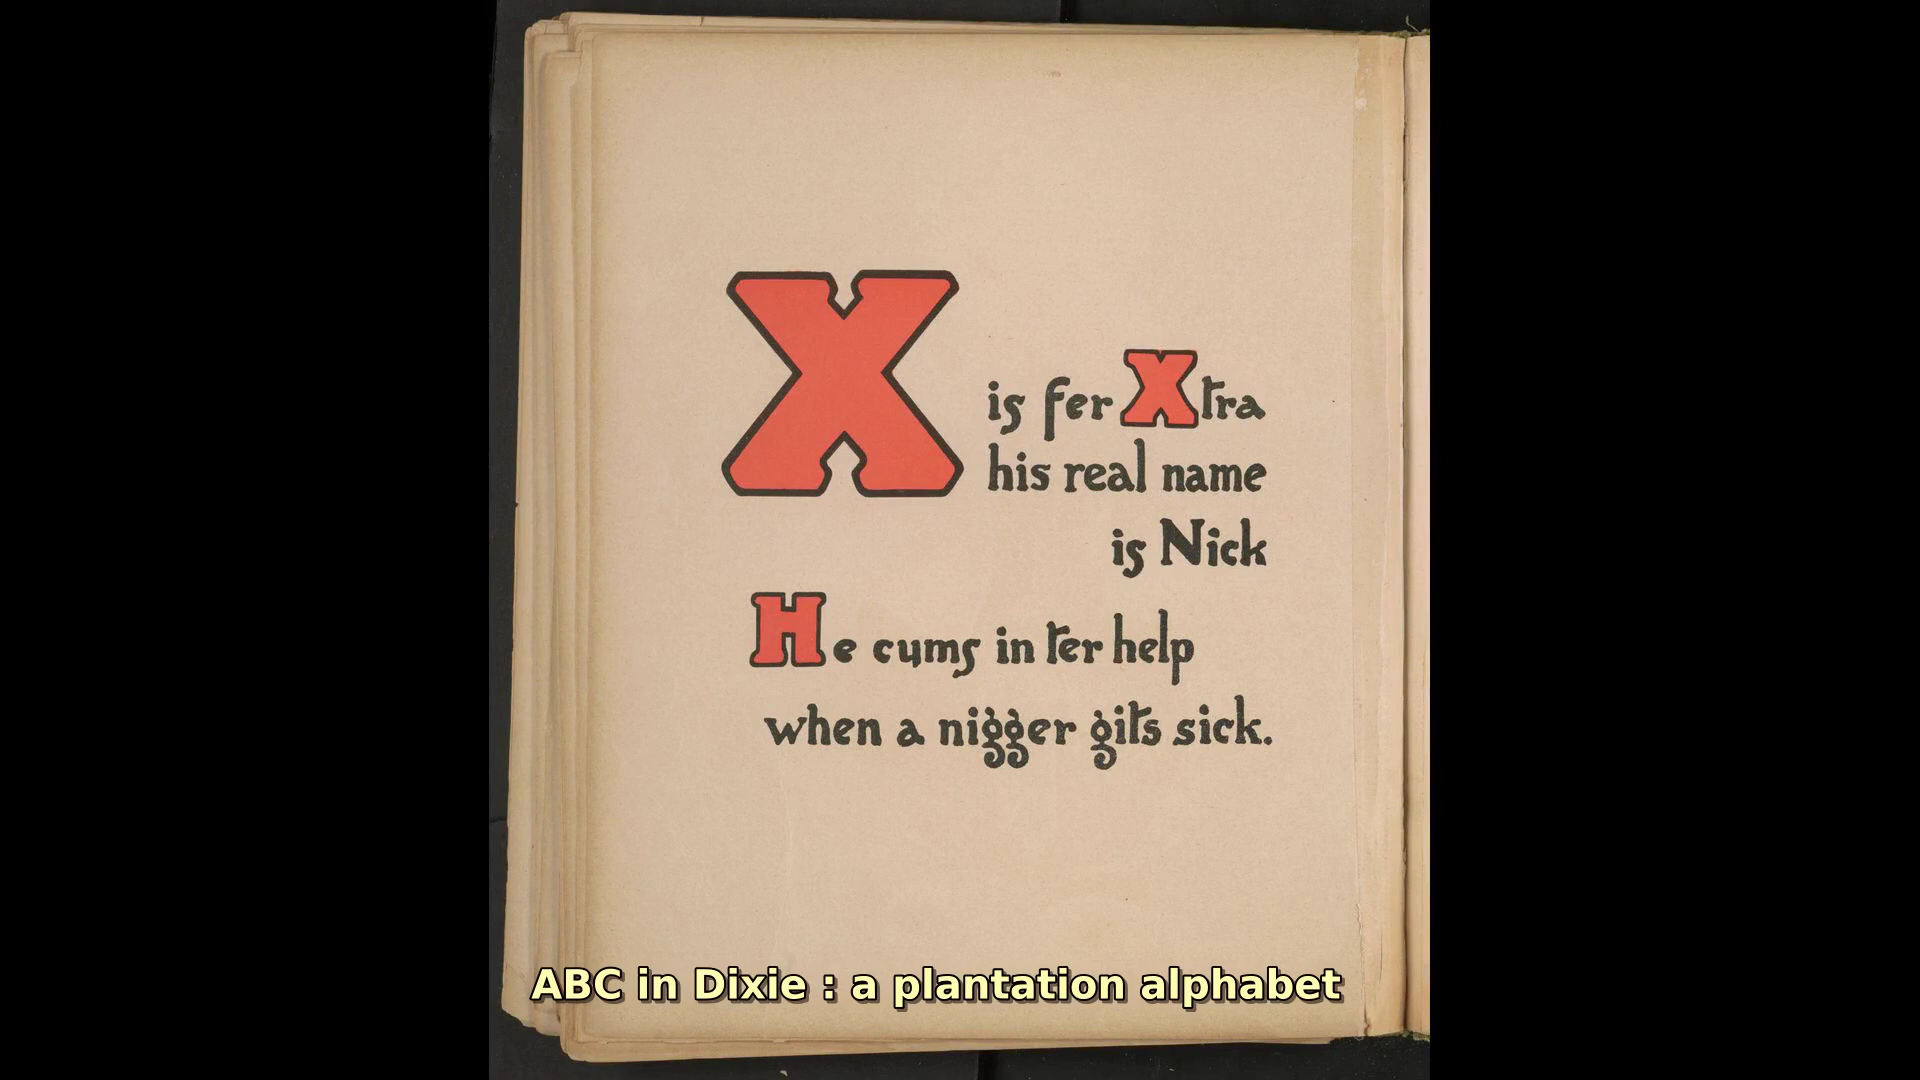 X is fer Xtra
his real name
is Nick
He cums in ter help
when a nigger gits sick.
ABC in Dixie : a plantation alphabet